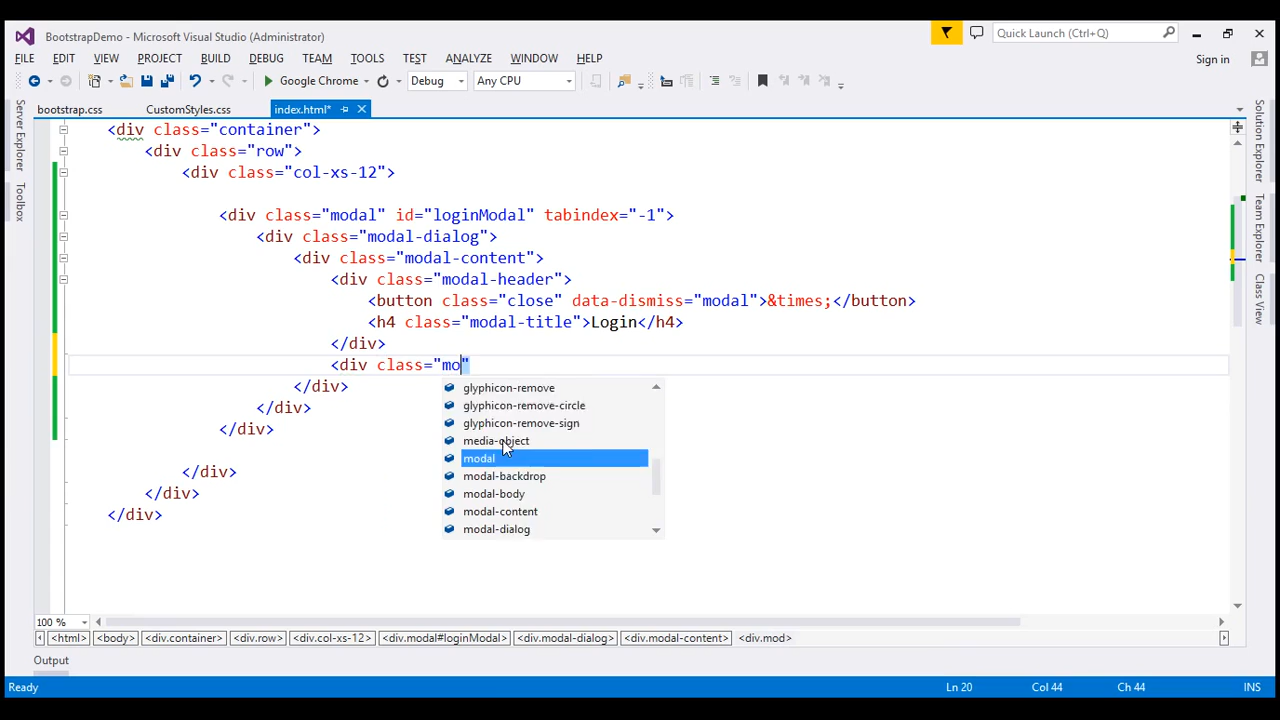 BootstrapDemo - Microsoft Visual Studio (Administrator)
Quick Launch (Ctrl+Q)
FILE EDIT VIEW PROJECT BUILD DEBUG TEAM TOOLS TEST ANALYZE WINDOW HELP
Sign in
Google Chrome Debug Any CPU
bootstrap.css CustomStyles.css index.html*
Server Explorer
Toolbox
Solution Explorer
Team Explorer
Class View
<div class="container">
<div class="row">
<div class="col-xs-12">
<div class="modal" id="loginModal" tabindex="-1">
<div class="modal-dialog">
<div class="modal-content">
<div class="modal-header">
<button class="close" data-dismiss="modal">&times;</button>
<h4 class="modal-title">Login</h4>
</div>
<div class="mo"
</div>
</div>
</div>
</div>
</div>
</div>
glyphicon-remove
glyphicon-remove-circle
glyphicon-remove-sign
media-object
modal
modal-backdrop
modal-body
modal-content
modal-dialog
100 %
<html> <body> <div.container> <div.row> <div.col-xs-12> <div.modal#loginModal> <div.modal-dialog> <div.modal-content> <div.mod>
Output
Ready Ln 20 Col 44 Ch 44 INS